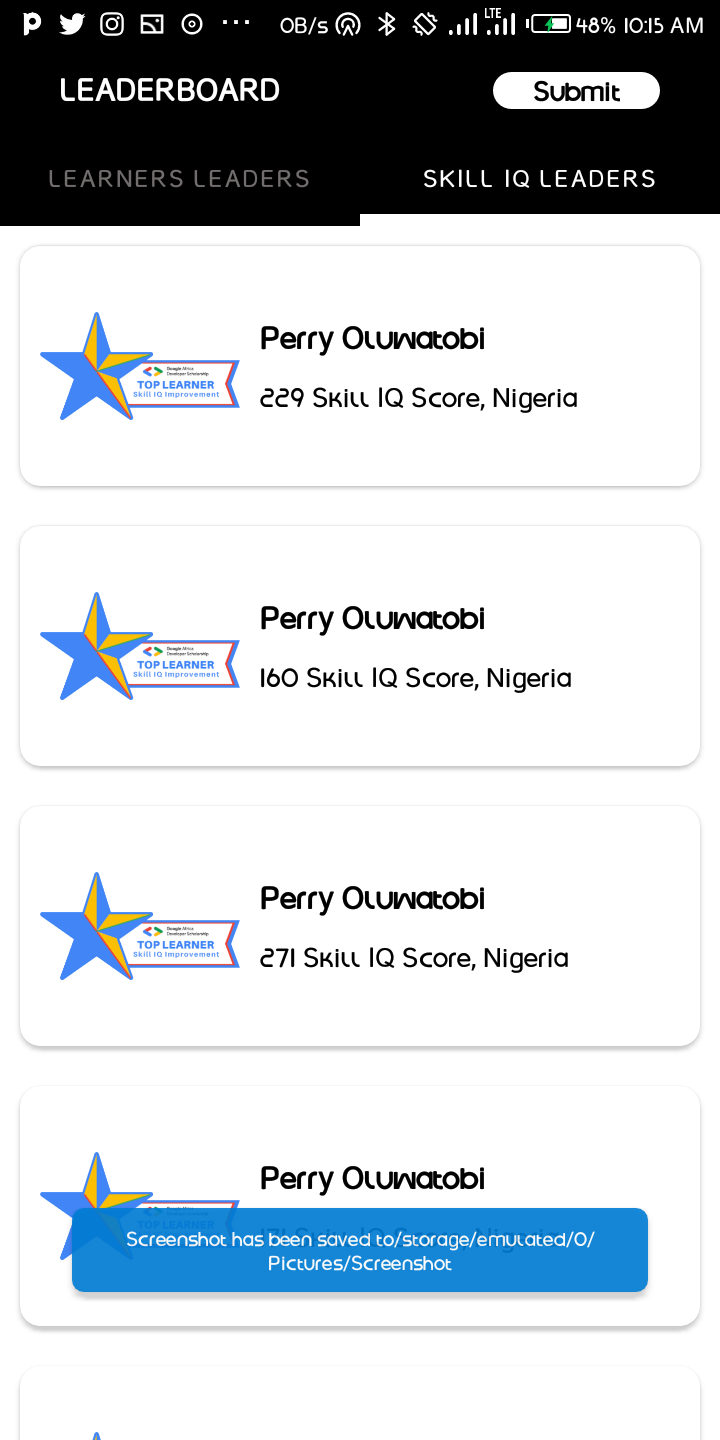 0B/s LTE 48% 10:15 AM
LEADERBOARD
Submit
LEARNERS LEADERS
SKILL IQ LEADERS
Perry Oluwatobi
229 Skill IQ Score, Nigeria
Google Africa
Developer Scholarship
TOP LEARNER
Skill IQ Improvement
Perry Oluwatobi
160 Skill IQ Score, Nigeria
Google Africa
Developer Scholarship
TOP LEARNER
Skill IQ Improvement
Perry Oluwatobi
271 Skill IQ Score, Nigeria
Google Africa
Developer Scholarship
TOP LEARNER
Skill IQ Improvement
Perry Oluwatobi
Screenshot has been saved to/storage/emulated/0/
Pictures/Screenshot